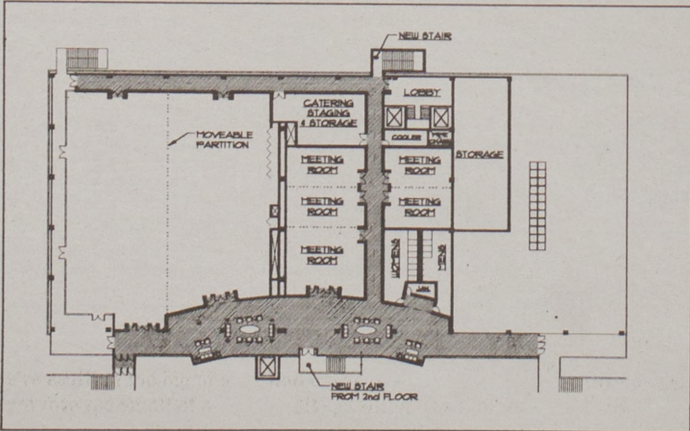 NEW STAIR
LOBBY
CATERING
STAGING
& STORAGE
MOVEABLE
PARTITION
COOLER
STORAGE
MEETING
ROOM
MEETING
ROOM
MEETING
ROOM
MEETING
ROOM
MEETING
ROOM
WOMENS
MENS
JAN
NEW STAIR
FROM 2nd FLOOR